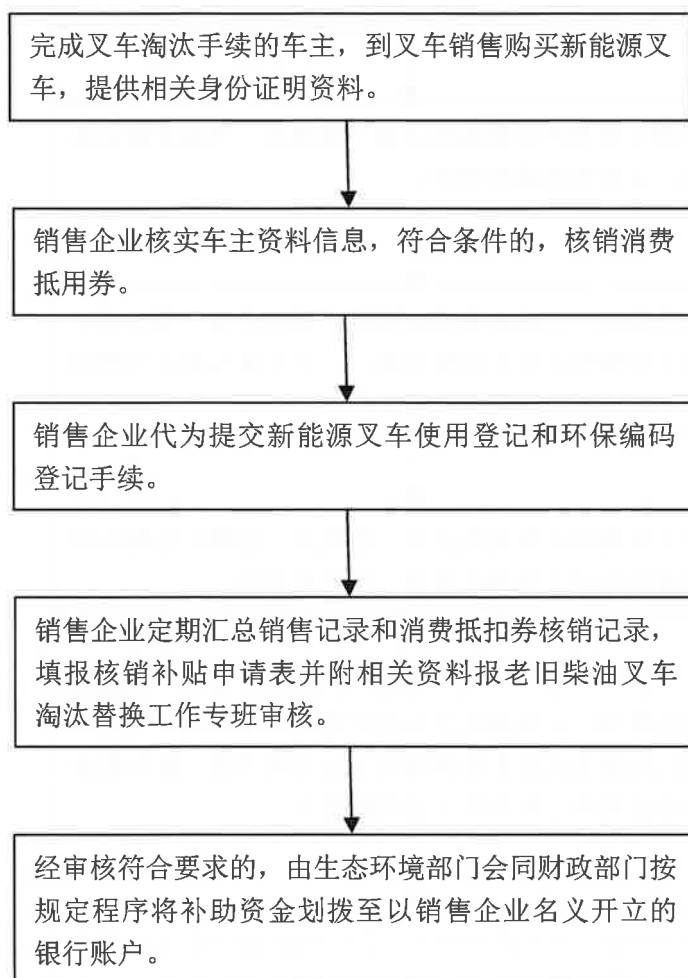 完成叉车淘汰手续的车主，到叉车销售购买新能源叉
车，提供相关身份证明资料。
销售企业核实车主资料信息，符合条件的，核销消费
抵用券。
销售企业代为提交新能源叉车使用登记和环保编码
登记手续。
销售企业定期汇总销售记录和消费抵扣券核销记录，
填报核销补贴申请表并附相关资料报老旧柴油叉车
淘汰替换工作专班审核。
经审核符合要求的，由生态环境部门会同财政部门按
规定程序将补助资金划拨至以销售企业名义开立的
银行账户。